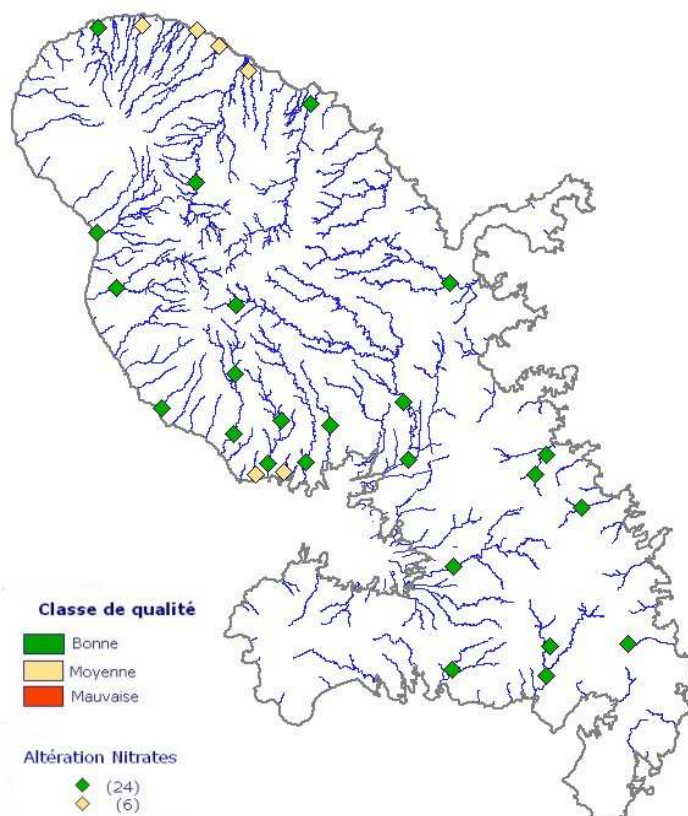 Classe de qualité
Bonne
Moyenne
Mauvaise
Altération Nitrates
(24)
(6)